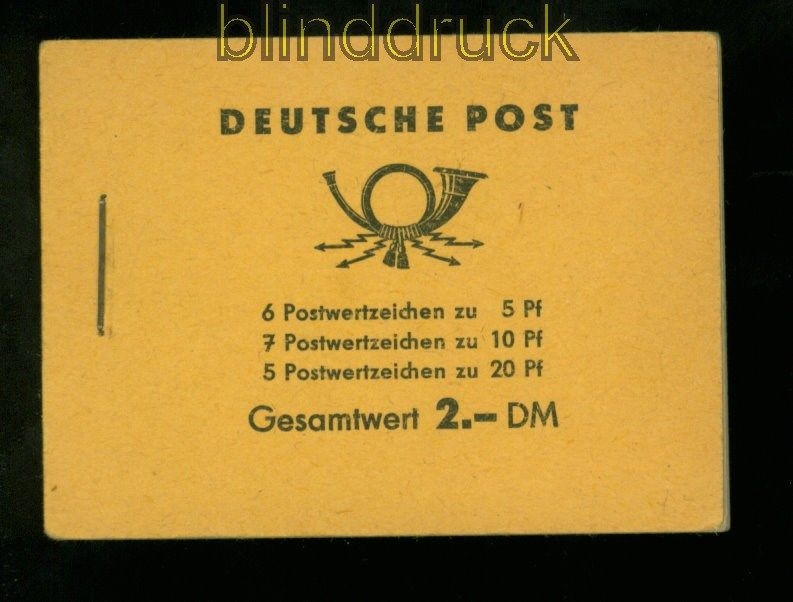 blinddruck
DEUTSCHE POST
6 Postwertzeichen zu 5 Pf
7 Postwertzeichen zu 10 Pf
5 Postwertzeichen zu 20 Pf
Gesamtwert 2.– DM